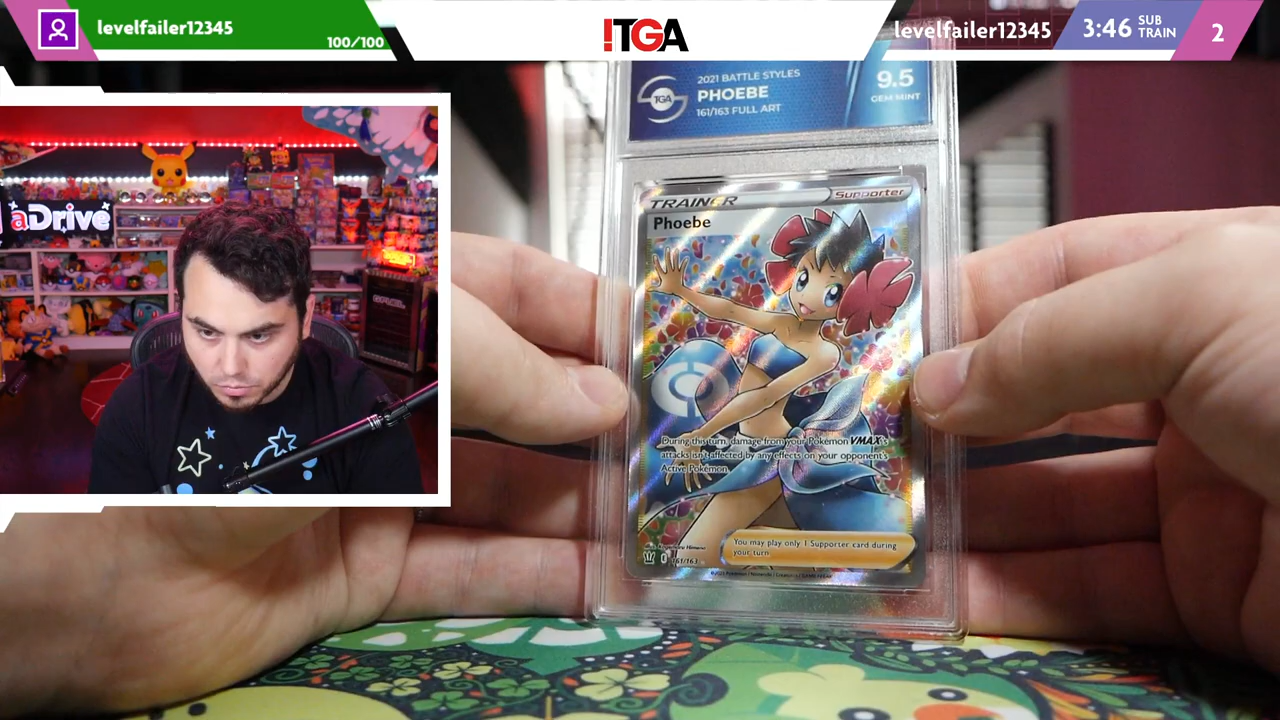 levelfailer12345
100/100
!TGA
levelfailer12345
3:46 SUB TRAIN
2
aDrive
TGA
2021 BATTLE STYLES
PHOEBE
161/163 FULL ART
9.5
GEM MINT
TRAINER
Supporter
Phoebe
During this turn, damage from your Pokémon VMAX's
attacks isn't affected by any effects on your opponent's
Active Pokémon.
You may play only 1 Supporter card during
your turn.
161/163